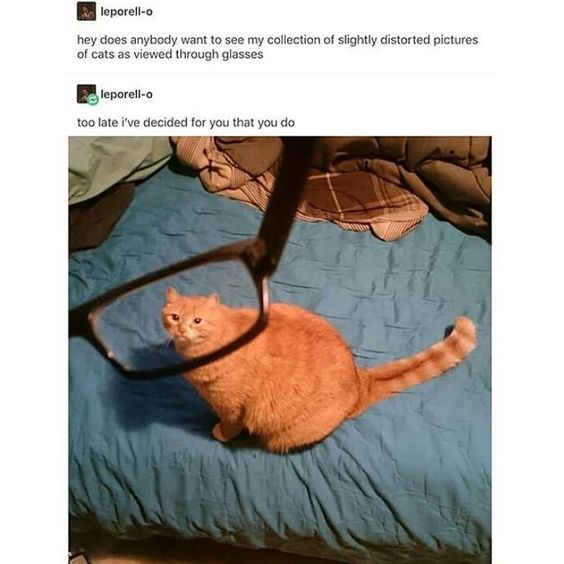 leporell-o
hey does anybody want to see my collection of slightly distorted pictures
of cats as viewed through glasses
leporell-o
too late i've decided for you that you do